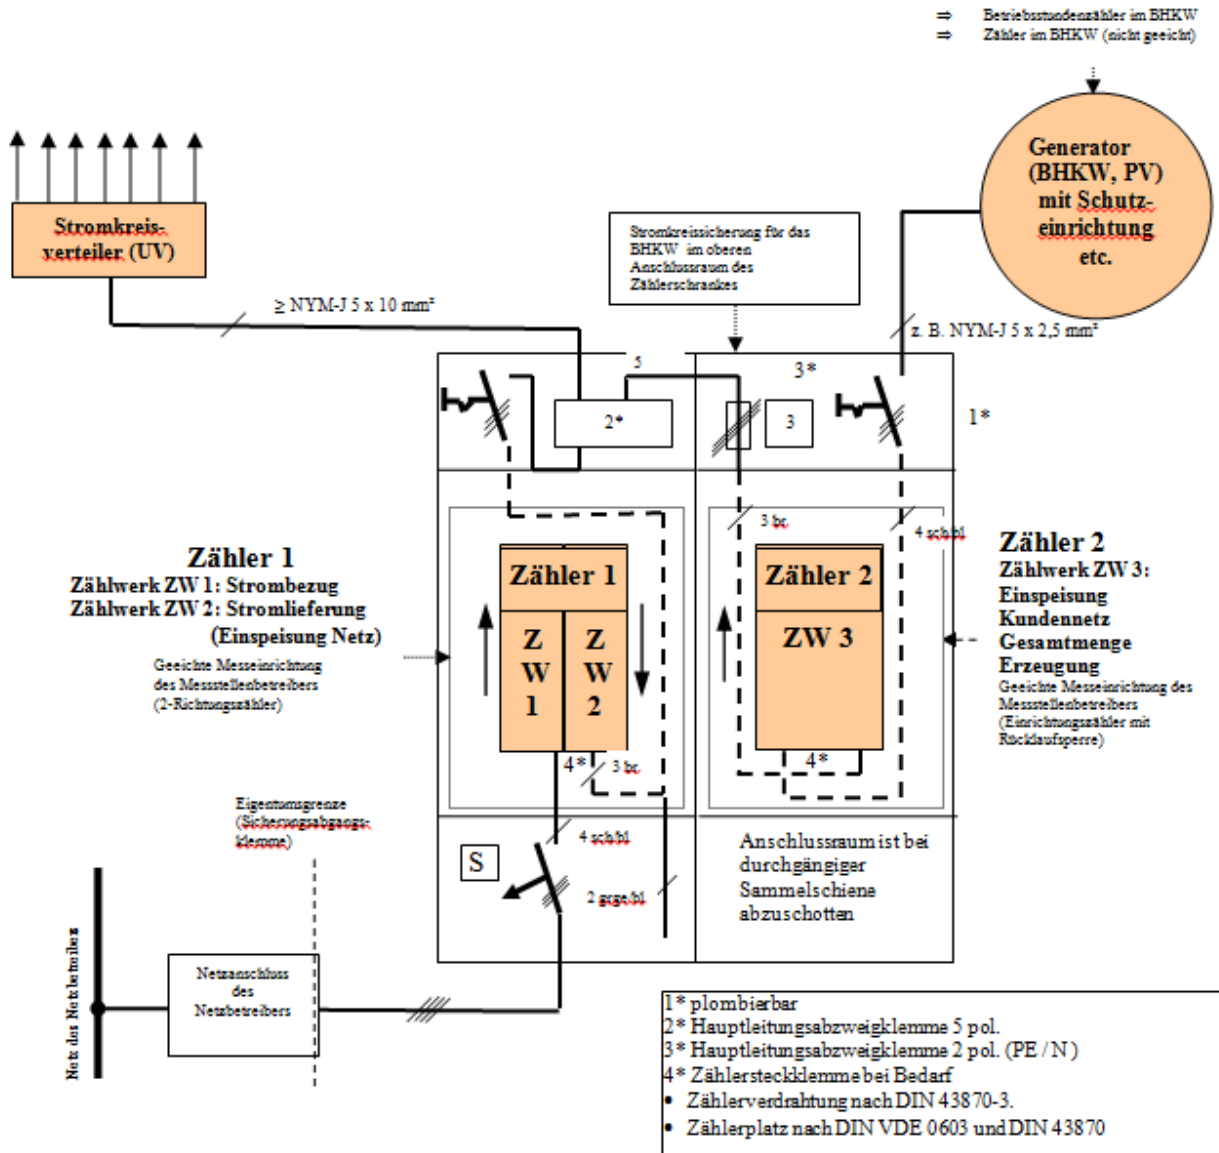 ⇒ Betriebsstundenzähler im BHKW
⇒ Zähler im BHKW (nicht geeicht)
Generator
(BHKW, PV)
mit Schutz-
einrichtung
etc.
Stromkreis-
verteiler (UV)
Stromkreissicherung für das
BHKW im oberen
Anschlussraum des
Zählerschrankes
≥ NYM-J 5 x 10 mm²
z. B. NYM-J 5 x 2,5 mm²
5
3*
2*
3
1*
3 br.
4 sch/bl
Zähler 1
Zählwerk ZW 1: Strombezug
Zählwerk ZW 2: Stromlieferung
(Einspeisung Netz)
Geeichte Messeinrichtung
des Messstellenbetreibers
(2-Richtungszähler)
Zähler 1
Z
W
1
Z
W
2
Zähler 2
ZW 3
Zähler 2
Zählwerk ZW 3:
Einspeisung
Kundennetz
Gesamtmenge
Erzeugung
Geeichte Messeinrichtung des
Messstellenbetreibers
(Einrichtungszähler mit
Rücklaufsperre)
4*
3 br.
4*
Eigentumsgrenze
(Sicherungsabgangs-
klemme)
4 sch/bl
S
2 grge/bl
Anschlussraum ist bei
durchgängiger
Sammelschiene
abzuschotten
Netz des Netzbetreibers
Netzanschluss
des
Netzbetreibers
1* plombierbar
2* Hauptleitungsabzweigklemme 5 pol.
3* Hauptleitungsabzweigklemme 2 pol. (PE / N )
4* Zählersteckklemme bei Bedarf
• Zählerverdrahtung nach DIN 43870-3.
• Zählerplatz nach DIN VDE 0603 und DIN 43870